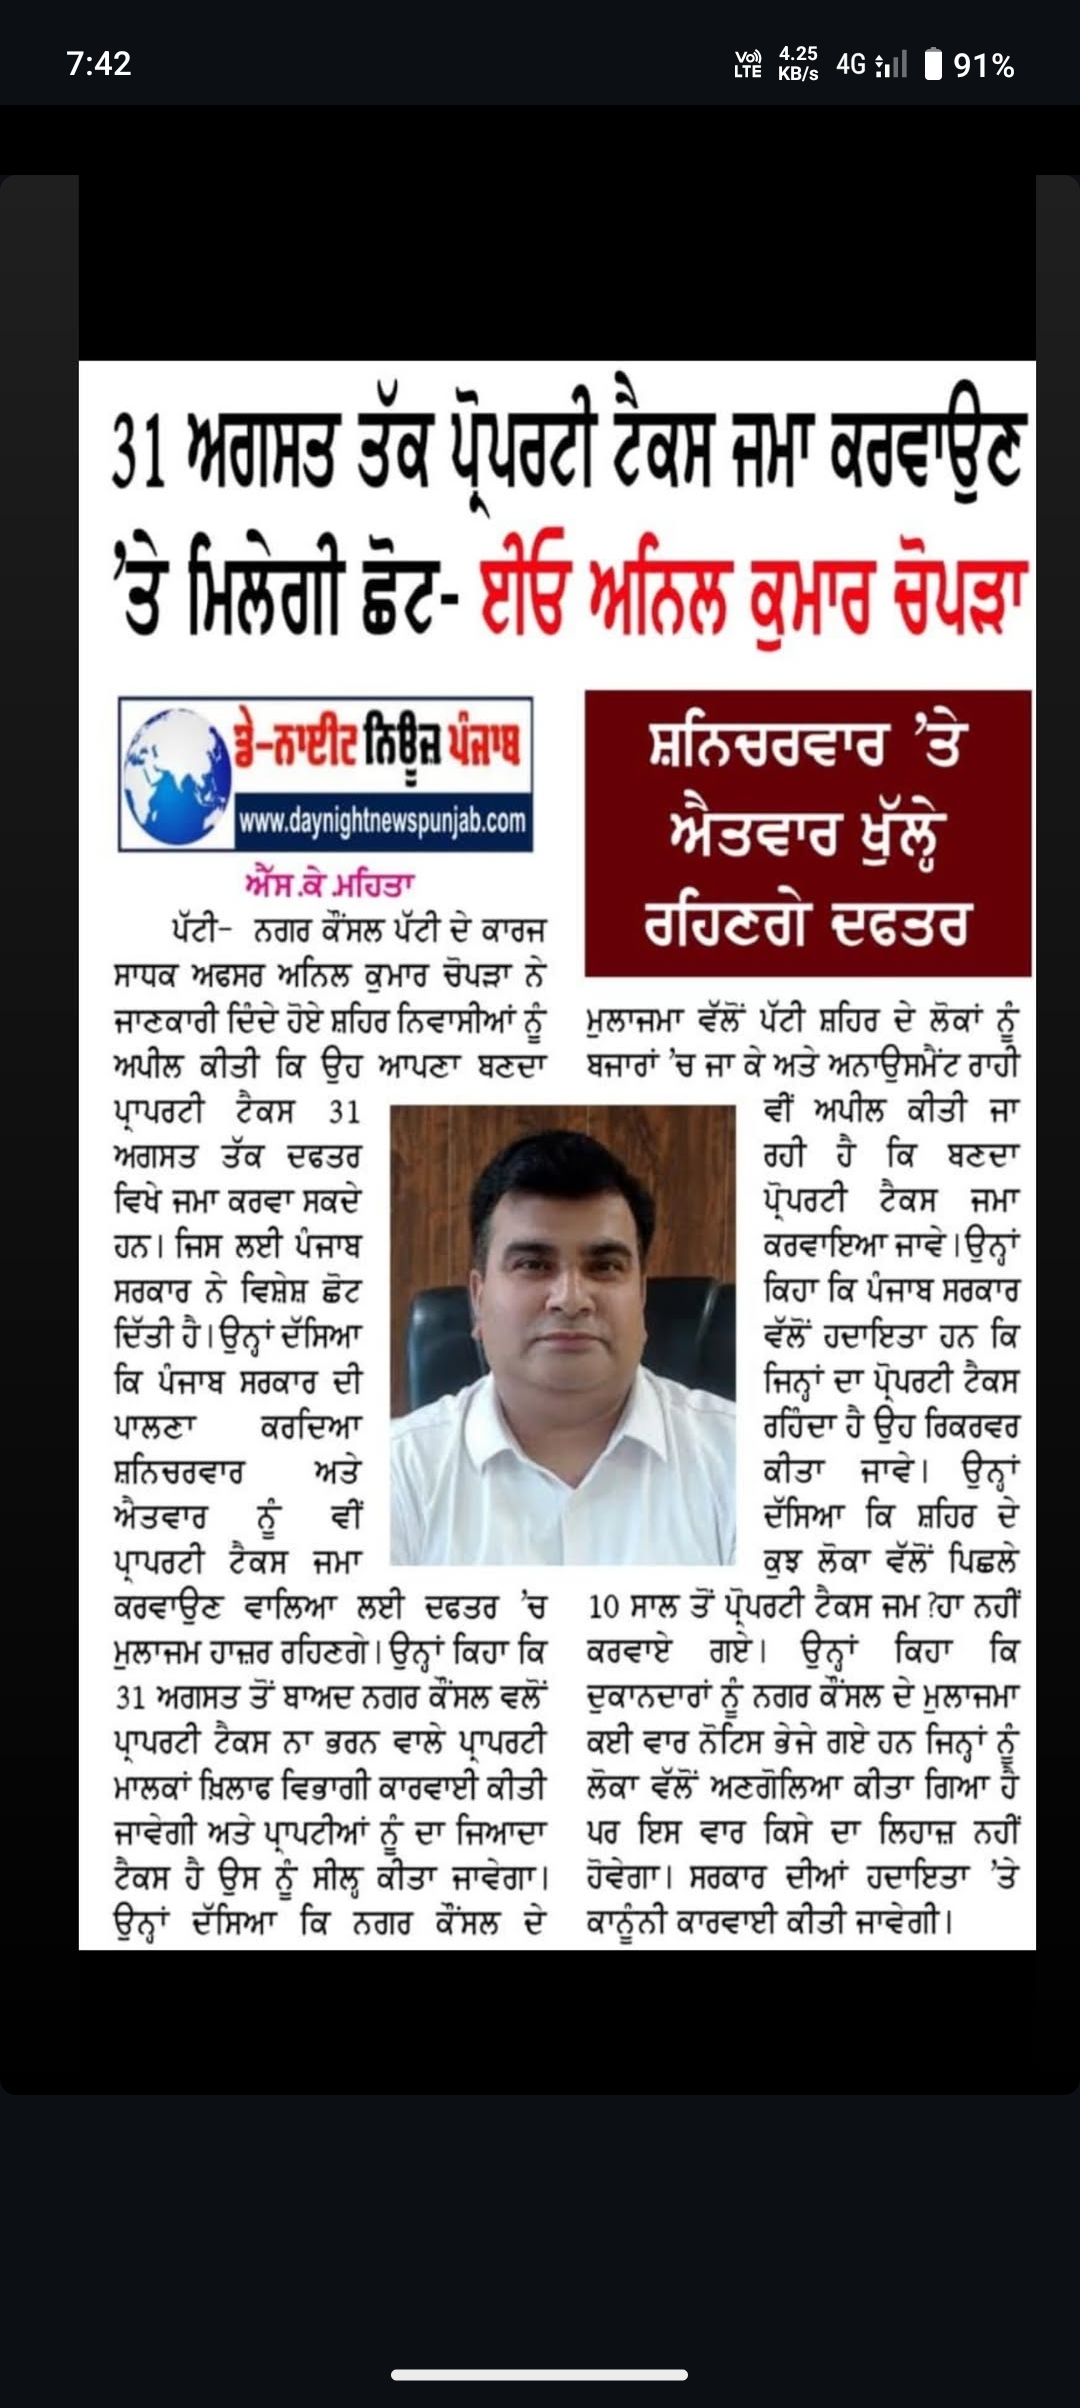 7:42
Vo) LTE 4.25 KB/s 4G 91%
31 ਅਗਸਤ ਤੱਕ ਪ੍ਰੋਪਰਟੀ ਟੈਕਸ ਜਮਾ ਕਰਵਾਉਣ
'ਤੇ ਮਿਲੇਗੀ ਛੋਟ- ਈਓ ਅਨਿਲ ਕੁਮਾਰ ਚੋਪੜਾ
ਡੇ-ਨਾਈਟ ਨਿਊਜ਼ ਪੰਜਾਬ
www.daynightnewspunjab.com
ਐੱਸ.ਕੇ ਮਹਿਤਾ
ਪੱਟੀ- ਨਗਰ ਕੌਂਸਲ ਪੱਟੀ ਦੇ ਕਾਰਜ
ਸਾਧਕ ਅਫਸਰ ਅਨਿਲ ਕੁਮਾਰ ਚੋਪੜਾ ਨੇ
ਜਾਣਕਾਰੀ ਦਿੰਦੇ ਹੋਏ ਸ਼ਹਿਰ ਨਿਵਾਸੀਆਂ ਨੂੰ
ਅਪੀਲ ਕੀਤੀ ਕਿ ਉਹ ਆਪਣਾ ਬਣਦਾ
ਪ੍ਰਾਪਰਟੀ ਟੈਕਸ 31
ਅਗਸਤ ਤੱਕ ਦਫਤਰ
ਵਿਖੇ ਜਮਾ ਕਰਵਾ ਸਕਦੇ
ਹਨ। ਜਿਸ ਲਈ ਪੰਜਾਬ
ਸਰਕਾਰ ਨੇ ਵਿਸ਼ੇਸ਼ ਛੋਟ
ਦਿੱਤੀ ਹੈ। ਉਨ੍ਹਾਂ ਦੱਸਿਆ
ਕਿ ਪੰਜਾਬ ਸਰਕਾਰ ਦੀ
ਪਾਲਣਾ ਕਰਦਿਆ
ਸ਼ਨਿਚਰਵਾਰ ਅਤੇ
ਐਤਵਾਰ ਨੂੰ ਵੀਂ
ਪ੍ਰਾਪਰਟੀ ਟੈਕਸ ਜਮਾ
ਕਰਵਾਉਣ ਵਾਲਿਆ ਲਈ ਦਫਤਰ 'ਚ
ਮੁਲਾਜਮ ਹਾਜ਼ਰ ਰਹਿਣਗੇ। ਉਨ੍ਹਾਂ ਕਿਹਾ ਕਿ
31 ਅਗਸਤ ਤੋਂ ਬਾਅਦ ਨਗਰ ਕੌਂਸਲ ਵਲੋਂ
ਪ੍ਰਾਪਰਟੀ ਟੈਕਸ ਨਾ ਭਰਨ ਵਾਲੇ ਪ੍ਰਾਪਰਟੀ
ਮਾਲਕਾਂ ਖ਼ਿਲਾਫ ਵਿਭਾਗੀ ਕਾਰਵਾਈ ਕੀਤੀ
ਜਾਵੇਗੀ ਅਤੇ ਪ੍ਰਾਪਟੀਆਂ ਨੂੰ ਦਾ ਜਿਆਦਾ
ਟੈਕਸ ਹੈ ਉਸ ਨੂੰ ਸੀਲ੍ਹ ਕੀਤਾ ਜਾਵੇਗਾ।
ਉਨ੍ਹਾਂ ਦੱਸਿਆ ਕਿ ਨਗਰ ਕੌਂਸਲ ਦੇ
ਸ਼ਨਿਚਰਵਾਰ 'ਤੇ
ਐਤਵਾਰ ਖੁੱਲ੍ਹੇ
ਰਹਿਣਗੇ ਦਫਤਰ
ਮੁਲਾਜਮਾ ਵੱਲੋਂ ਪੱਟੀ ਸ਼ਹਿਰ ਦੇ ਲੋਕਾਂ ਨੂੰ
ਬਜਾਰਾਂ 'ਚ ਜਾ ਕੇ ਅਤੇ ਅਨਾਉਸਮੈਂਟ ਰਾਹੀ
ਵੀਂ ਅਪੀਲ ਕੀਤੀ ਜਾ
ਰਹੀ ਹੈ ਕਿ ਬਣਦਾ
ਪ੍ਰੋਪਰਟੀ ਟੈਕਸ ਜਮਾ
ਕਰਵਾਇਆ ਜਾਵੇ। ਉਨ੍ਹਾਂ
ਕਿਹਾ ਕਿ ਪੰਜਾਬ ਸਰਕਾਰ
ਵੱਲੋਂ ਹਦਾਇਤਾ ਹਨ ਕਿ
ਜਿਨ੍ਹਾਂ ਦਾ ਪ੍ਰੋਪਰਟੀ ਟੈਕਸ
ਰਹਿੰਦਾ ਹੈ ਉਹ ਰਿਕਰਵਰ
ਕੀਤਾ ਜਾਵੇ। ਉਨ੍ਹਾਂ
ਦੱਸਿਆ ਕਿ ਸ਼ਹਿਰ ਦੇ
ਕੁਝ ਲੋਕਾ ਵੱਲੋਂ ਪਿਛਲੇ
10 ਸਾਲ ਤੋਂ ਪ੍ਰੋਪਰਟੀ ਟੈਕਸ ਜਮ ?ਹਾ ਨਹੀਂ
ਕਰਵਾਏ ਗਏ। ਉਨ੍ਹਾਂ ਕਿਹਾ ਕਿ
ਦੁਕਾਨਦਾਰਾਂ ਨੂੰ ਨਗਰ ਕੌਂਸਲ ਦੇ ਮੁਲਾਜਮਾ
ਕਈ ਵਾਰ ਨੋਟਿਸ ਭੇਜੇ ਗਏ ਹਨ ਜਿਨ੍ਹਾਂ ਨੂੰ
ਲੋਕਾ ਵੱਲੋਂ ਅਣਗੋਲਿਆ ਕੀਤਾ ਗਿਆ ਹੈ
ਪਰ ਇਸ ਵਾਰ ਕਿਸੇ ਦਾ ਲਿਹਾਜ਼ ਨਹੀਂ
ਹੋਵੇਗਾ। ਸਰਕਾਰ ਦੀਆਂ ਹਦਾਇਤਾ 'ਤੇ
ਕਾਨੂੰਨੀ ਕਾਰਵਾਈ ਕੀਤੀ ਜਾਵੇਗੀ।